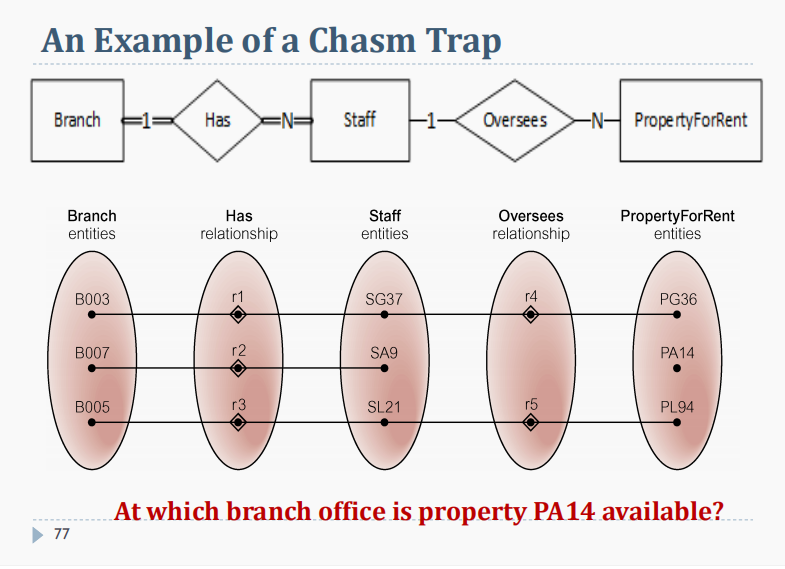 An Example of a Chasm Trap
Branch 1 Has N Staff 1 Oversees N PropertyForRent
Branch Has Staff Oversees PropertyForRent
entities relationship entities relationship entities
B003 r1 SG37 r4 PG36
B007 r2 SA9 PA14
B005 r3 SL21 r5 PL94
At which branch office is property PA14 available?
77